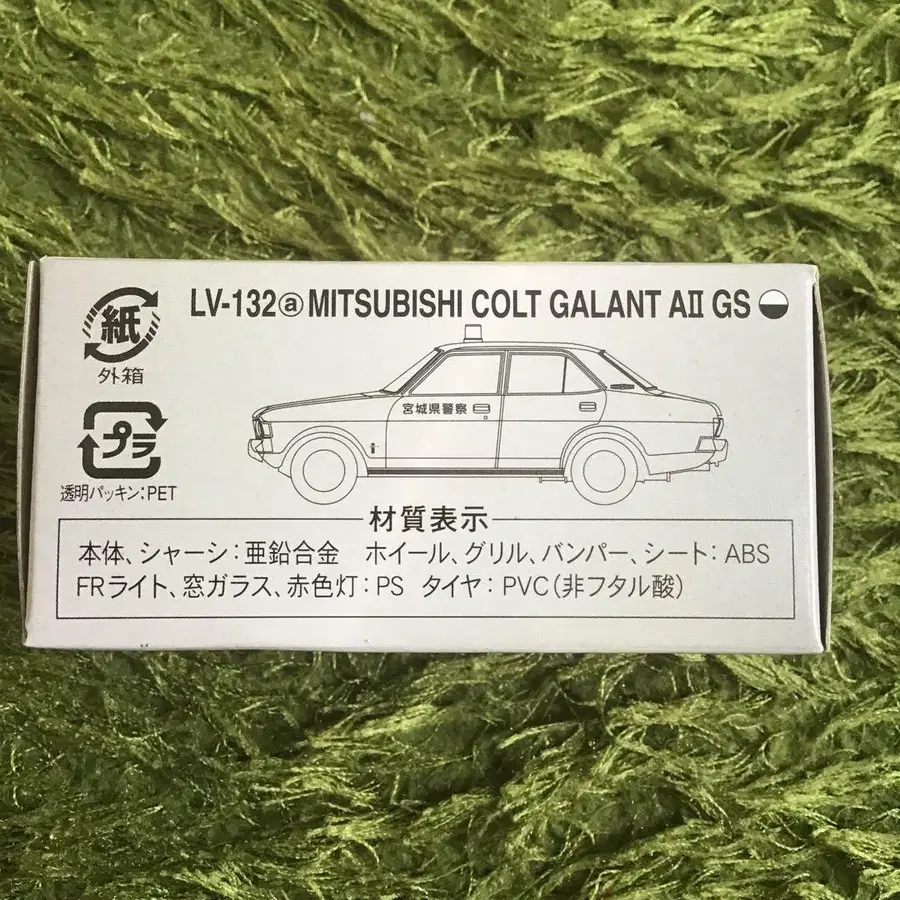 LV-132ⓐMITSUBISHI COLT GALANT AⅡ GS
紙
外箱
宮城県警察
プラ
透明パッキン:PET
材質表示
本体、シャーシ:亜鉛合金 ホイール、グリル、バンパー、シート:ABS
FRライト、窓ガラス、赤色灯:PS タイヤ:PVC(非フタル酸)